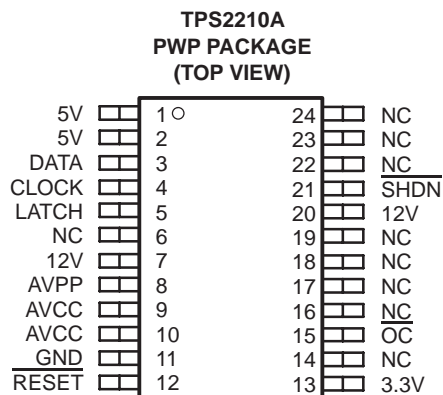 TPS2210A
PWP PACKAGE
(TOP VIEW)
5V 1 24 NC
5V 2 23 NC
DATA 3 22 NC
CLOCK 4 21 SHDN
LATCH 5 20 12V
NC 6 19 NC
12V 7 18 NC
AVPP 8 17 NC
AVCC 9 16 NC
AVCC 10 15 OC
GND 11 14 NC
RESET 12 13 3.3V